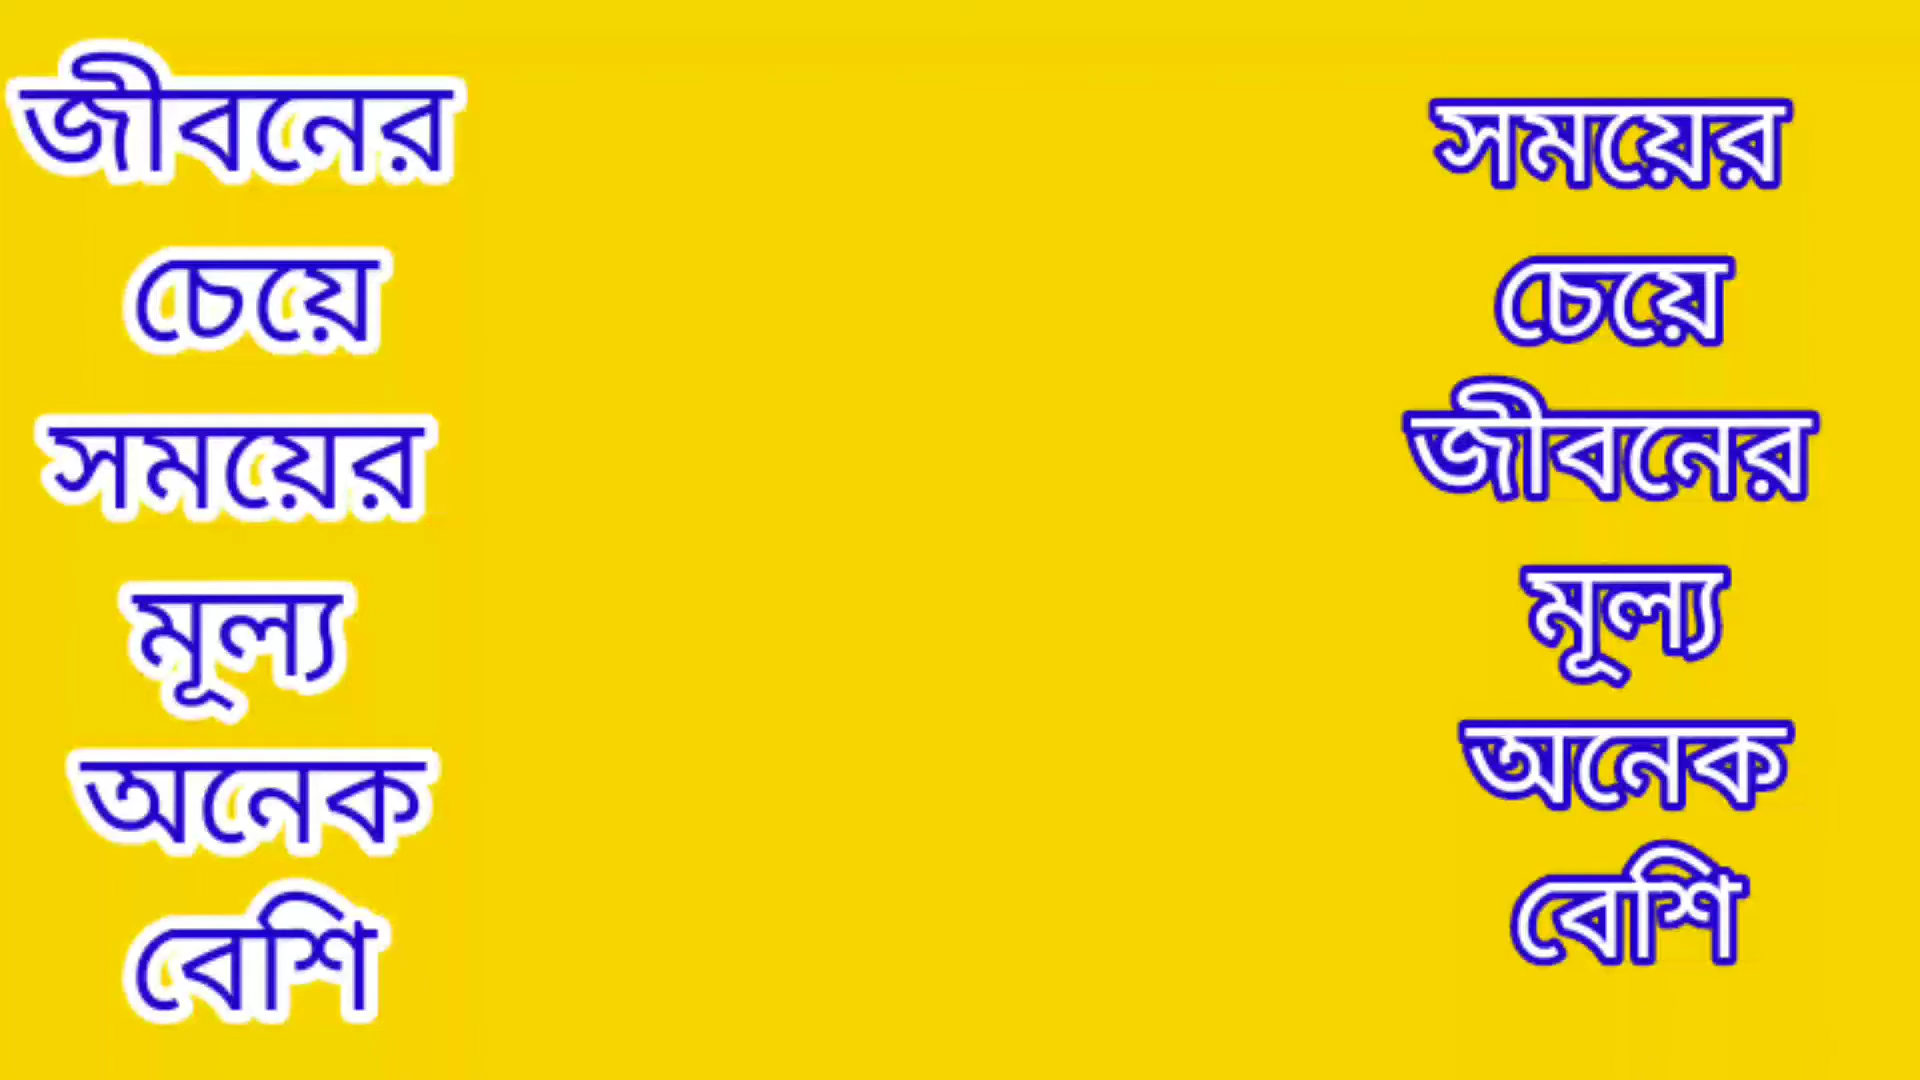 জীবনের
চেয়ে
সময়ের
মূল্য
অনেক
বেশি
সময়ের
চেয়ে
জীবনের
মূল্য
অনেক
বেশি